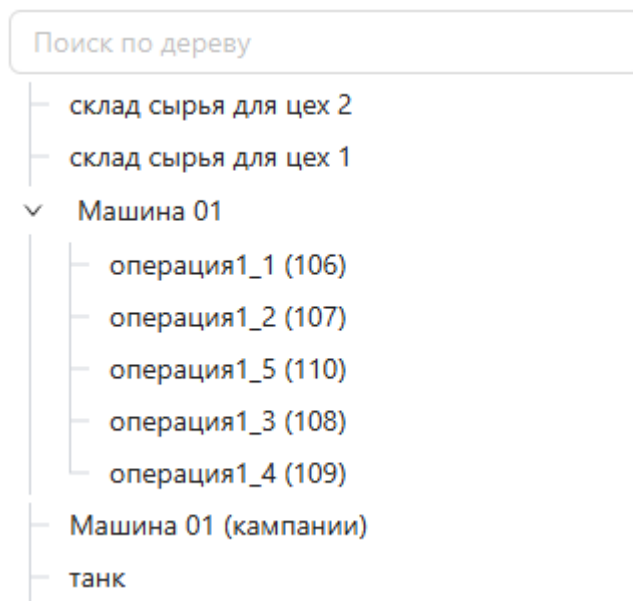 Поиск по дереву
склад сырья для цех 2
склад сырья для цех 1
Машина 01
операция1_1 (106)
операция1_2 (107)
операция1_5 (110)
операция1_3 (108)
операция1_4 (109)
Машина 01 (кампании)
танк